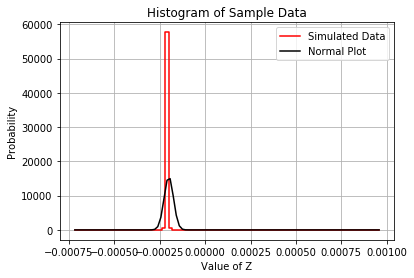 Histogram of Sample Data
Simulated Data
Normal Plot
60000
50000
40000
30000
20000
10000
0
Probability
−0.00075−0.00050−0.00025 0.00000 0.00025 0.00050 0.00075 0.00100
Value of Z